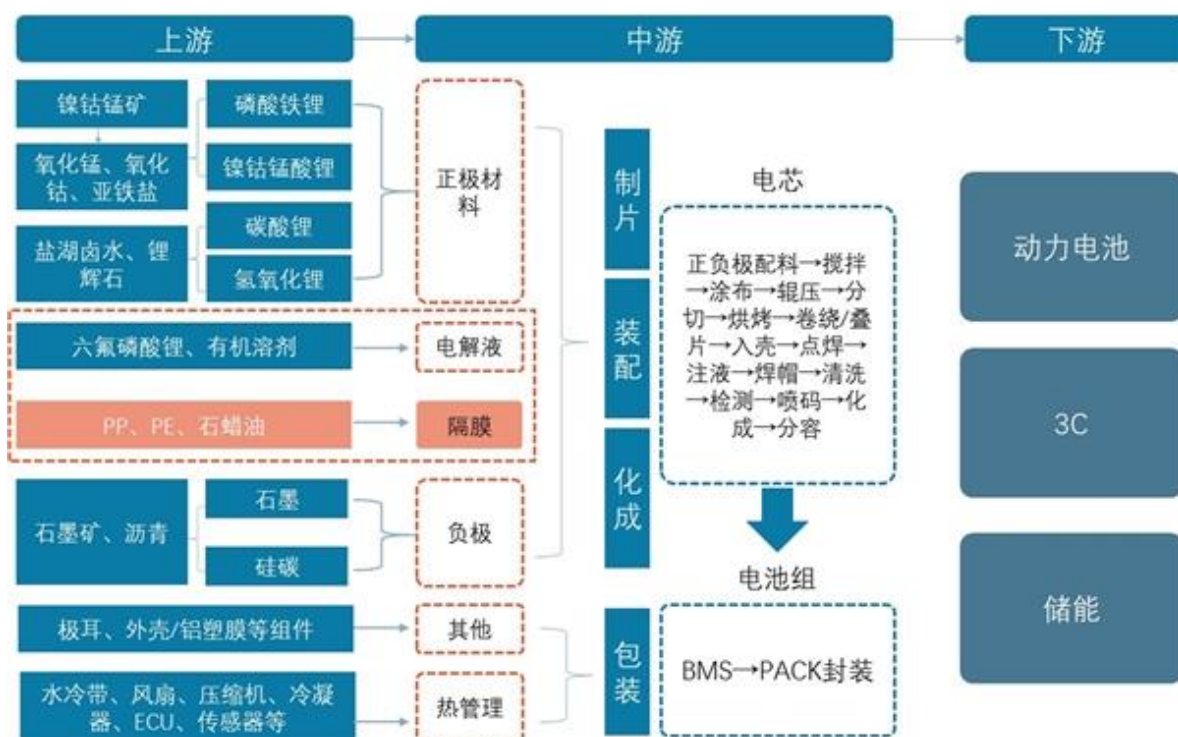 上游
中游
下游
镍钴锰矿
氧化锰、氧化
钴、亚铁盐
磷酸铁锂
镍钴锰酸锂
盐湖卤水、锂
辉石
碳酸锂
氢氧化锂
正极材
料
六氟磷酸锂、有机溶剂
电解液
PP、PE、石蜡油
隔膜
石墨矿、沥青
石墨
硅碳
负极
极耳、外壳/铝塑膜等组件
其他
水冷带、风扇、压缩机、冷凝
器、ECU、传感器等
热管理
制片
装配
化成
包装
电芯
正负极配料→搅拌
→涂布→辊压→分
切→烘烤→卷绕/叠
片→入壳→点焊→
注液→焊帽→清洗
→检测→喷码→化
成→分容
电池组
BMS→PACK封装
动力电池
3C
储能